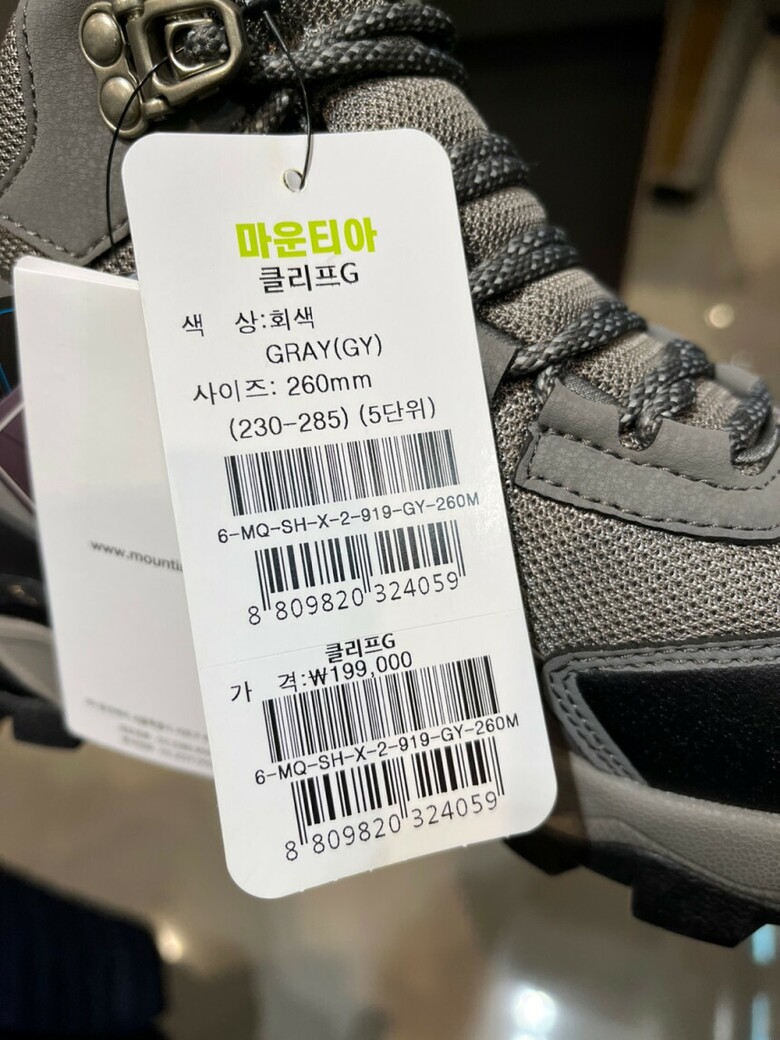 마운티아
클리프G
색 상:회색
GRAY(GY)
사이즈: 260mm
(230-285) (5단위)
6-MQ-SH-X-2-919-GY-260M
8 809820 324059
클리프G
가 격:₩199,000
6-MQ-SH-X-2-919-GY-260M
8 809820 324059